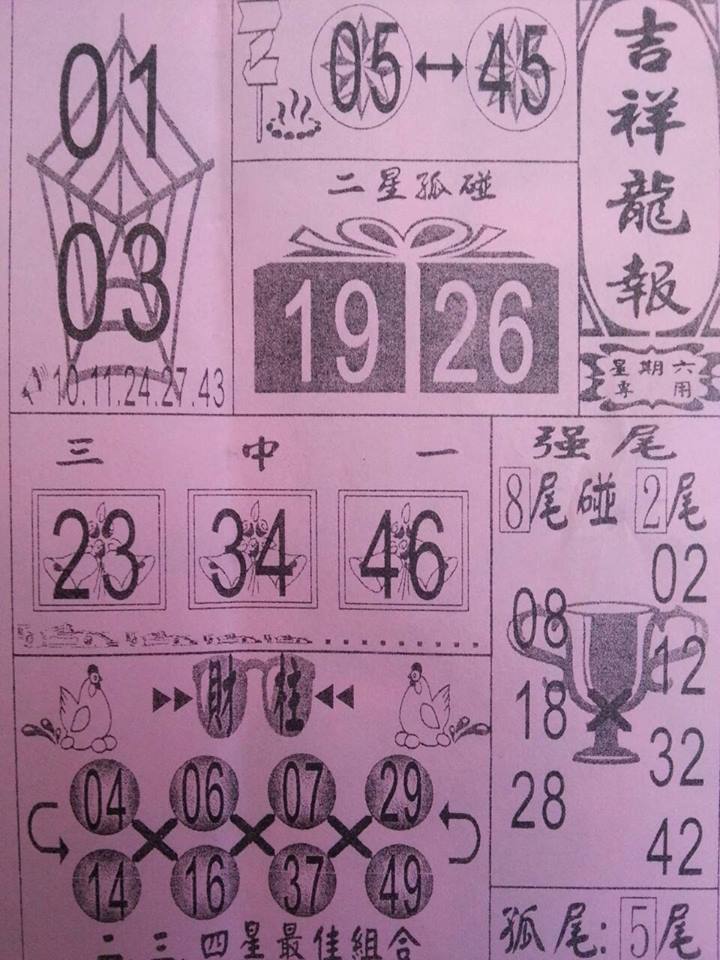 吉祥龍報
星期六
專用
01
03
10.11.24.27.43
05 45
二星孤碰
19 26
三中一
23 34 46
强尾
8尾碰2尾
02
08
12
18
32
28
42
財柱
04 06 07 29
14 16 37 49
二三四星最佳組合
孤尾:5尾